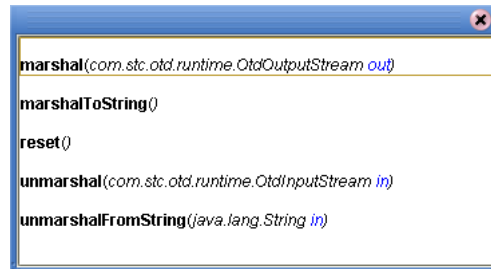 marshal(com.stc.otd.runtime.OtdOutputStream out)
marshalToString()
reset()
unmarshal(com.stc.otd.runtime.OtdInputStream in)
unmarshalFromString(java.lang.String in)